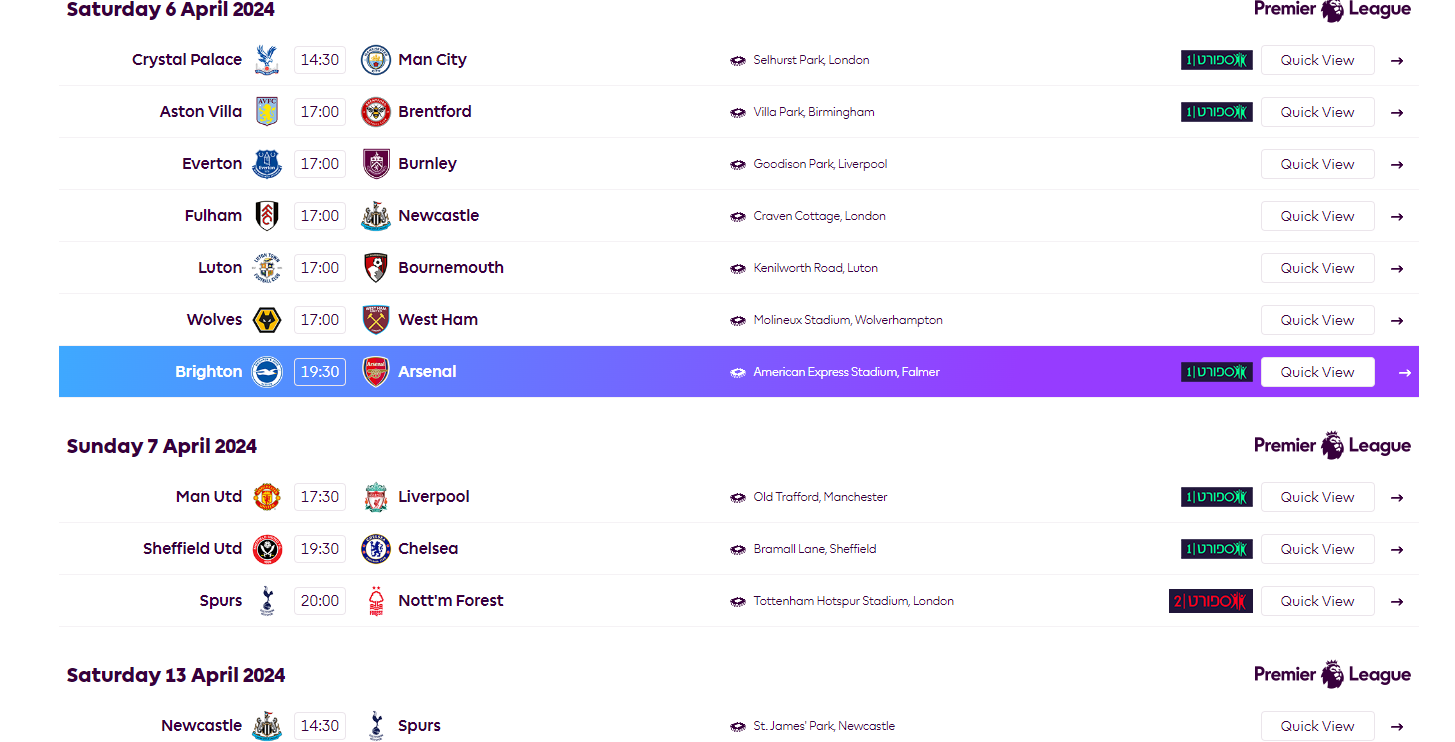 Saturday 6 April 2024 Premier League
Crystal Palace 14:30 Man City Selhurst Park, London ספורט|1 Quick View
Aston Villa 17:00 Brentford Villa Park, Birmingham ספורט|1 Quick View
Everton 17:00 Burnley Goodison Park, Liverpool Quick View
Fulham 17:00 Newcastle Craven Cottage, London Quick View
Luton 17:00 Bournemouth Kenilworth Road, Luton Quick View
Wolves 17:00 West Ham Molineux Stadium, Wolverhampton Quick View
Brighton 19:30 Arsenal American Express Stadium, Falmer ספורט|1 Quick View
Sunday 7 April 2024 Premier League
Man Utd 17:30 Liverpool Old Trafford, Manchester ספורט|1 Quick View
Sheffield Utd 19:30 Chelsea Bramall Lane, Sheffield ספורט|1 Quick View
Spurs 20:00 Nott'm Forest Tottenham Hotspur Stadium, London ספורט|2 Quick View
Saturday 13 April 2024 Premier League
Newcastle 14:30 Spurs St. James' Park, Newcastle Quick View